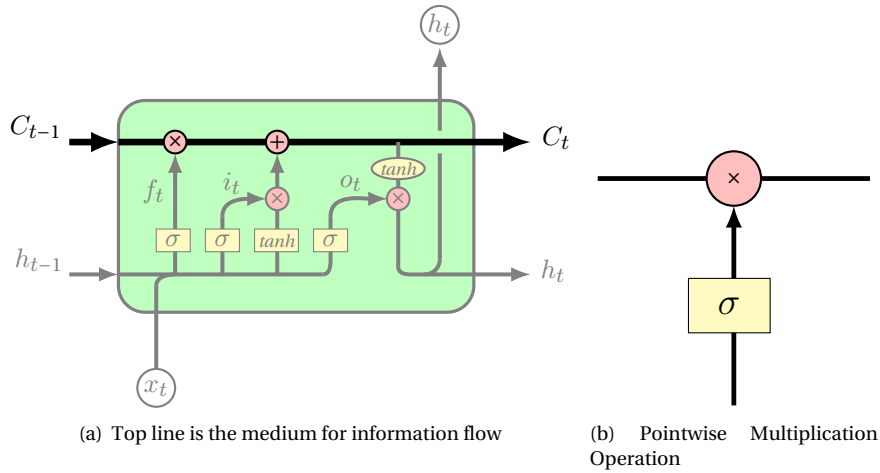 h_t
C_{t−1} × + C_t
tanh
f_t i_t × o_t ×
σ σ tanh σ
h_{t−1} h_t
x_t
(a) Top line is the medium for information flow
×
σ
(b) Pointwise Multiplication
Operation